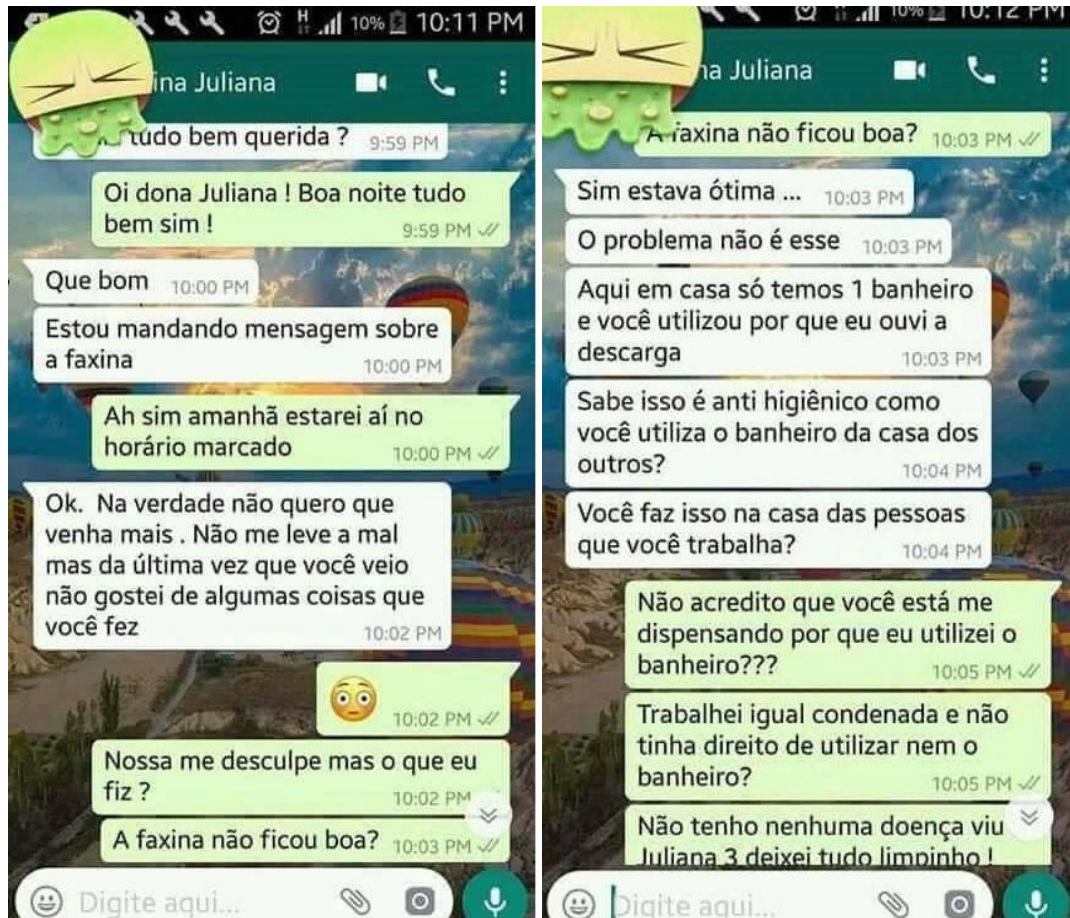 10% 10:11 PM
ina Juliana
tudo bem querida ? 9:59 PM
Oi dona Juliana ! Boa noite tudo
bem sim ! 9:59 PM
Que bom 10:00 PM
Estou mandando mensagem sobre
a faxina 10:00 PM
Ah sim amanhã estarei aí no
horário marcado 10:00 PM
Ok. Na verdade não quero que
venha mais . Não me leve a mal
mas da última vez que você veio
não gostei de algumas coisas que
você fez 10:02 PM
😳 10:02 PM
Nossa me desculpe mas o que eu
fiz ? 10:02 PM
A faxina não ficou boa? 10:03 PM
Digite aqui...
10% 10:12 PM
na Juliana
A faxina não ficou boa? 10:03 PM
Sim estava ótima ... 10:03 PM
O problema não é esse 10:03 PM
Aqui em casa só temos 1 banheiro
e você utilizou por que eu ouvi a
descarga 10:03 PM
Sabe isso é anti higiênico como
você utiliza o banheiro da casa dos
outros? 10:04 PM
Você faz isso na casa das pessoas
que você trabalha? 10:04 PM
Não acredito que você está me
dispensando por que eu utilizei o
banheiro??? 10:05 PM
Trabalhei igual condenada e não
tinha direito de utilizar nem o
banheiro? 10:05 PM
Não tenho nenhuma doença viu
Juliana 3 deixei tudo limpinho !
Digite aqui...